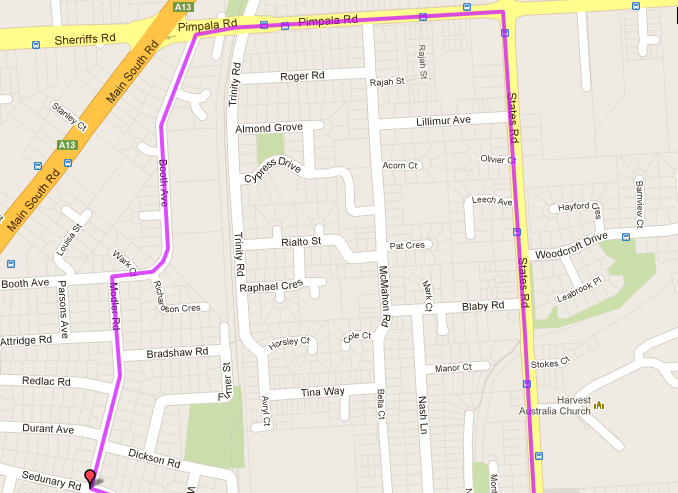 A13
Pimpala Rd
Pimpala Rd
Sherriffs Rd
Main South Rd
Rajah St
Trinity Rd
Roger Rd
Rajah St
Stanley Ct
States Rd
Lillimur Ave
Almond Grove
A13
Olivier Ct
Booth Ave
Cypress Drive
Acorn Ct
Main South Rd
Leech Ave
Barnview Ct
Hayford Cres
Louisa St
Trinity Rd
Rialto St
Pat Cres
Woodcroft Drive
Wark Ct
McMahon Rd
States Rd
Booth Ave
Raphael Cres
Mark Ct
Leabrook Pl
Parsons Ave
Modler Rd
Richardson Cres
Blaby Rd
Attridge Rd
Horsley Ct
Cole Ct
Bradshaw Rd
Stokes Ct
Manor Ct
Redlac Rd
Tina Way
Harvest
Australia Church
Avryl Ct
Bella Ct
Nash Ln
Durant Ave
Dickson Rd
Sedunary Rd
Mont